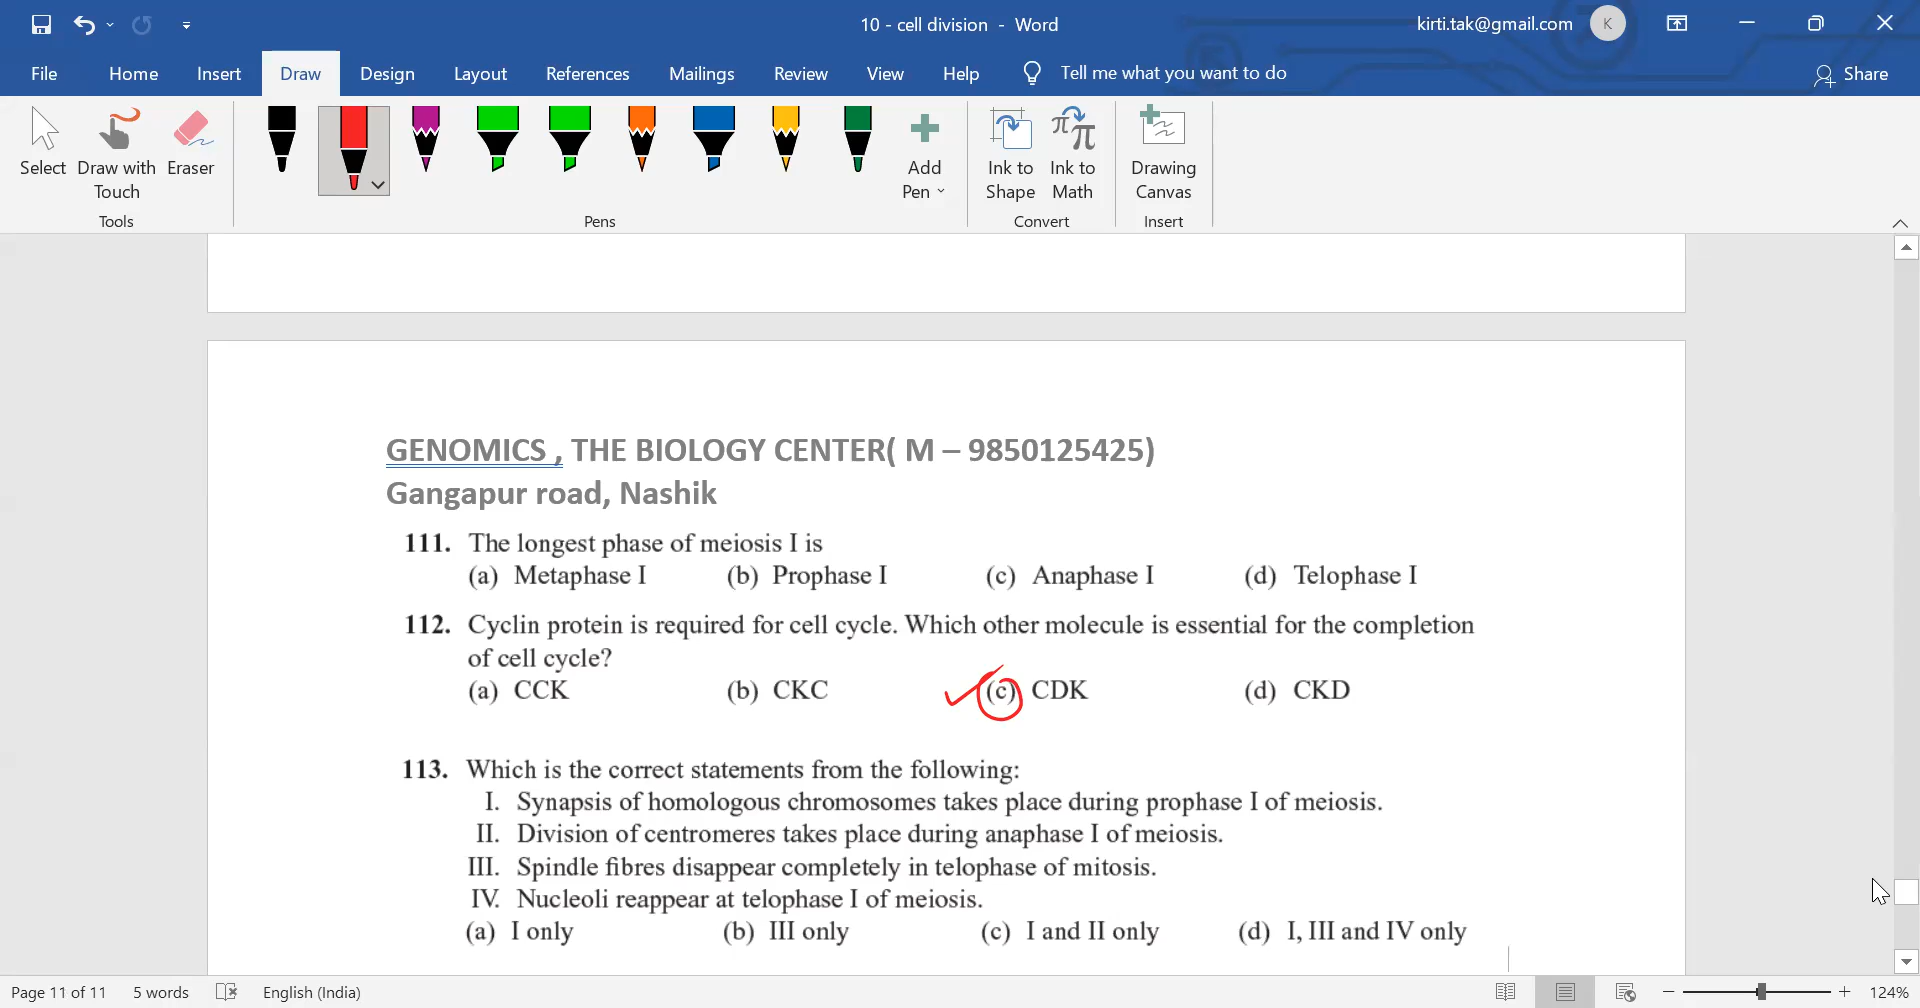 10 - cell division - Word
kirti.tak@gmail.com K
File Home Insert Draw Design Layout References Mailings Review View Help Tell me what you want to do Share
Select Draw with Touch Eraser Add Pen Ink to Shape Ink to Math Drawing Canvas
Tools Pens Convert Insert
GENOMICS , THE BIOLOGY CENTER( M – 9850125425)
Gangapur road, Nashik
111. The longest phase of meiosis I is
(a) Metaphase I (b) Prophase I (c) Anaphase I (d) Telophase I
112. Cyclin protein is required for cell cycle. Which other molecule is essential for the completion
of cell cycle?
(a) CCK (b) CKC (c) CDK (d) CKD
113. Which is the correct statements from the following:
I. Synapsis of homologous chromosomes takes place during prophase I of meiosis.
II. Division of centromeres takes place during anaphase I of meiosis.
III. Spindle fibres disappear completely in telophase of mitosis.
IV. Nucleoli reappear at telophase I of meiosis.
(a) I only (b) III only (c) I and II only (d) I, III and IV only
Page 11 of 11 5 words English (India) 124%